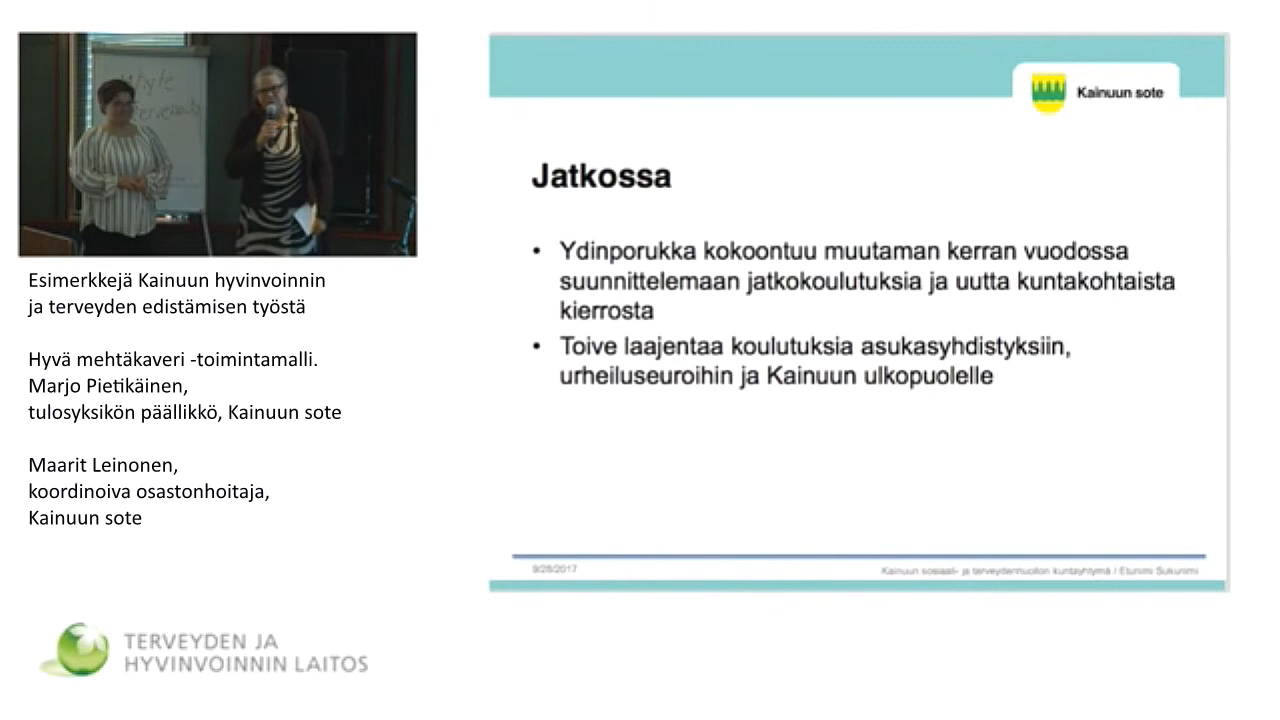 Esimerkkejä Kainuun hyvinvoinnin
ja terveyden edistämisen työstä
Hyvä mehtäkaveri -toimintamalli.
Marjo Pietikäinen,
tulosyksikön päällikkö, Kainuun sote
Maarit Leinonen,
koordinoiva osastonhoitaja,
Kainuun sote
TERVEYDEN JA
HYVINVOINNIN LAITOS
Kainuun sote
Jatkossa
• Ydinporukka kokoontuu muutaman kerran vuodossa
suunnittelemaan jatkokoulutuksia ja uutta kuntakohtaista
kierrosta
• Toive laajentaa koulutuksia asukasyhdistyksiin,
urheiluseuroihin ja Kainuun ulkopuolelle
9/28/2017
Kainuun sosiaali- ja terveydenhuollon kuntayhtymä / Etunimi Sukunimi